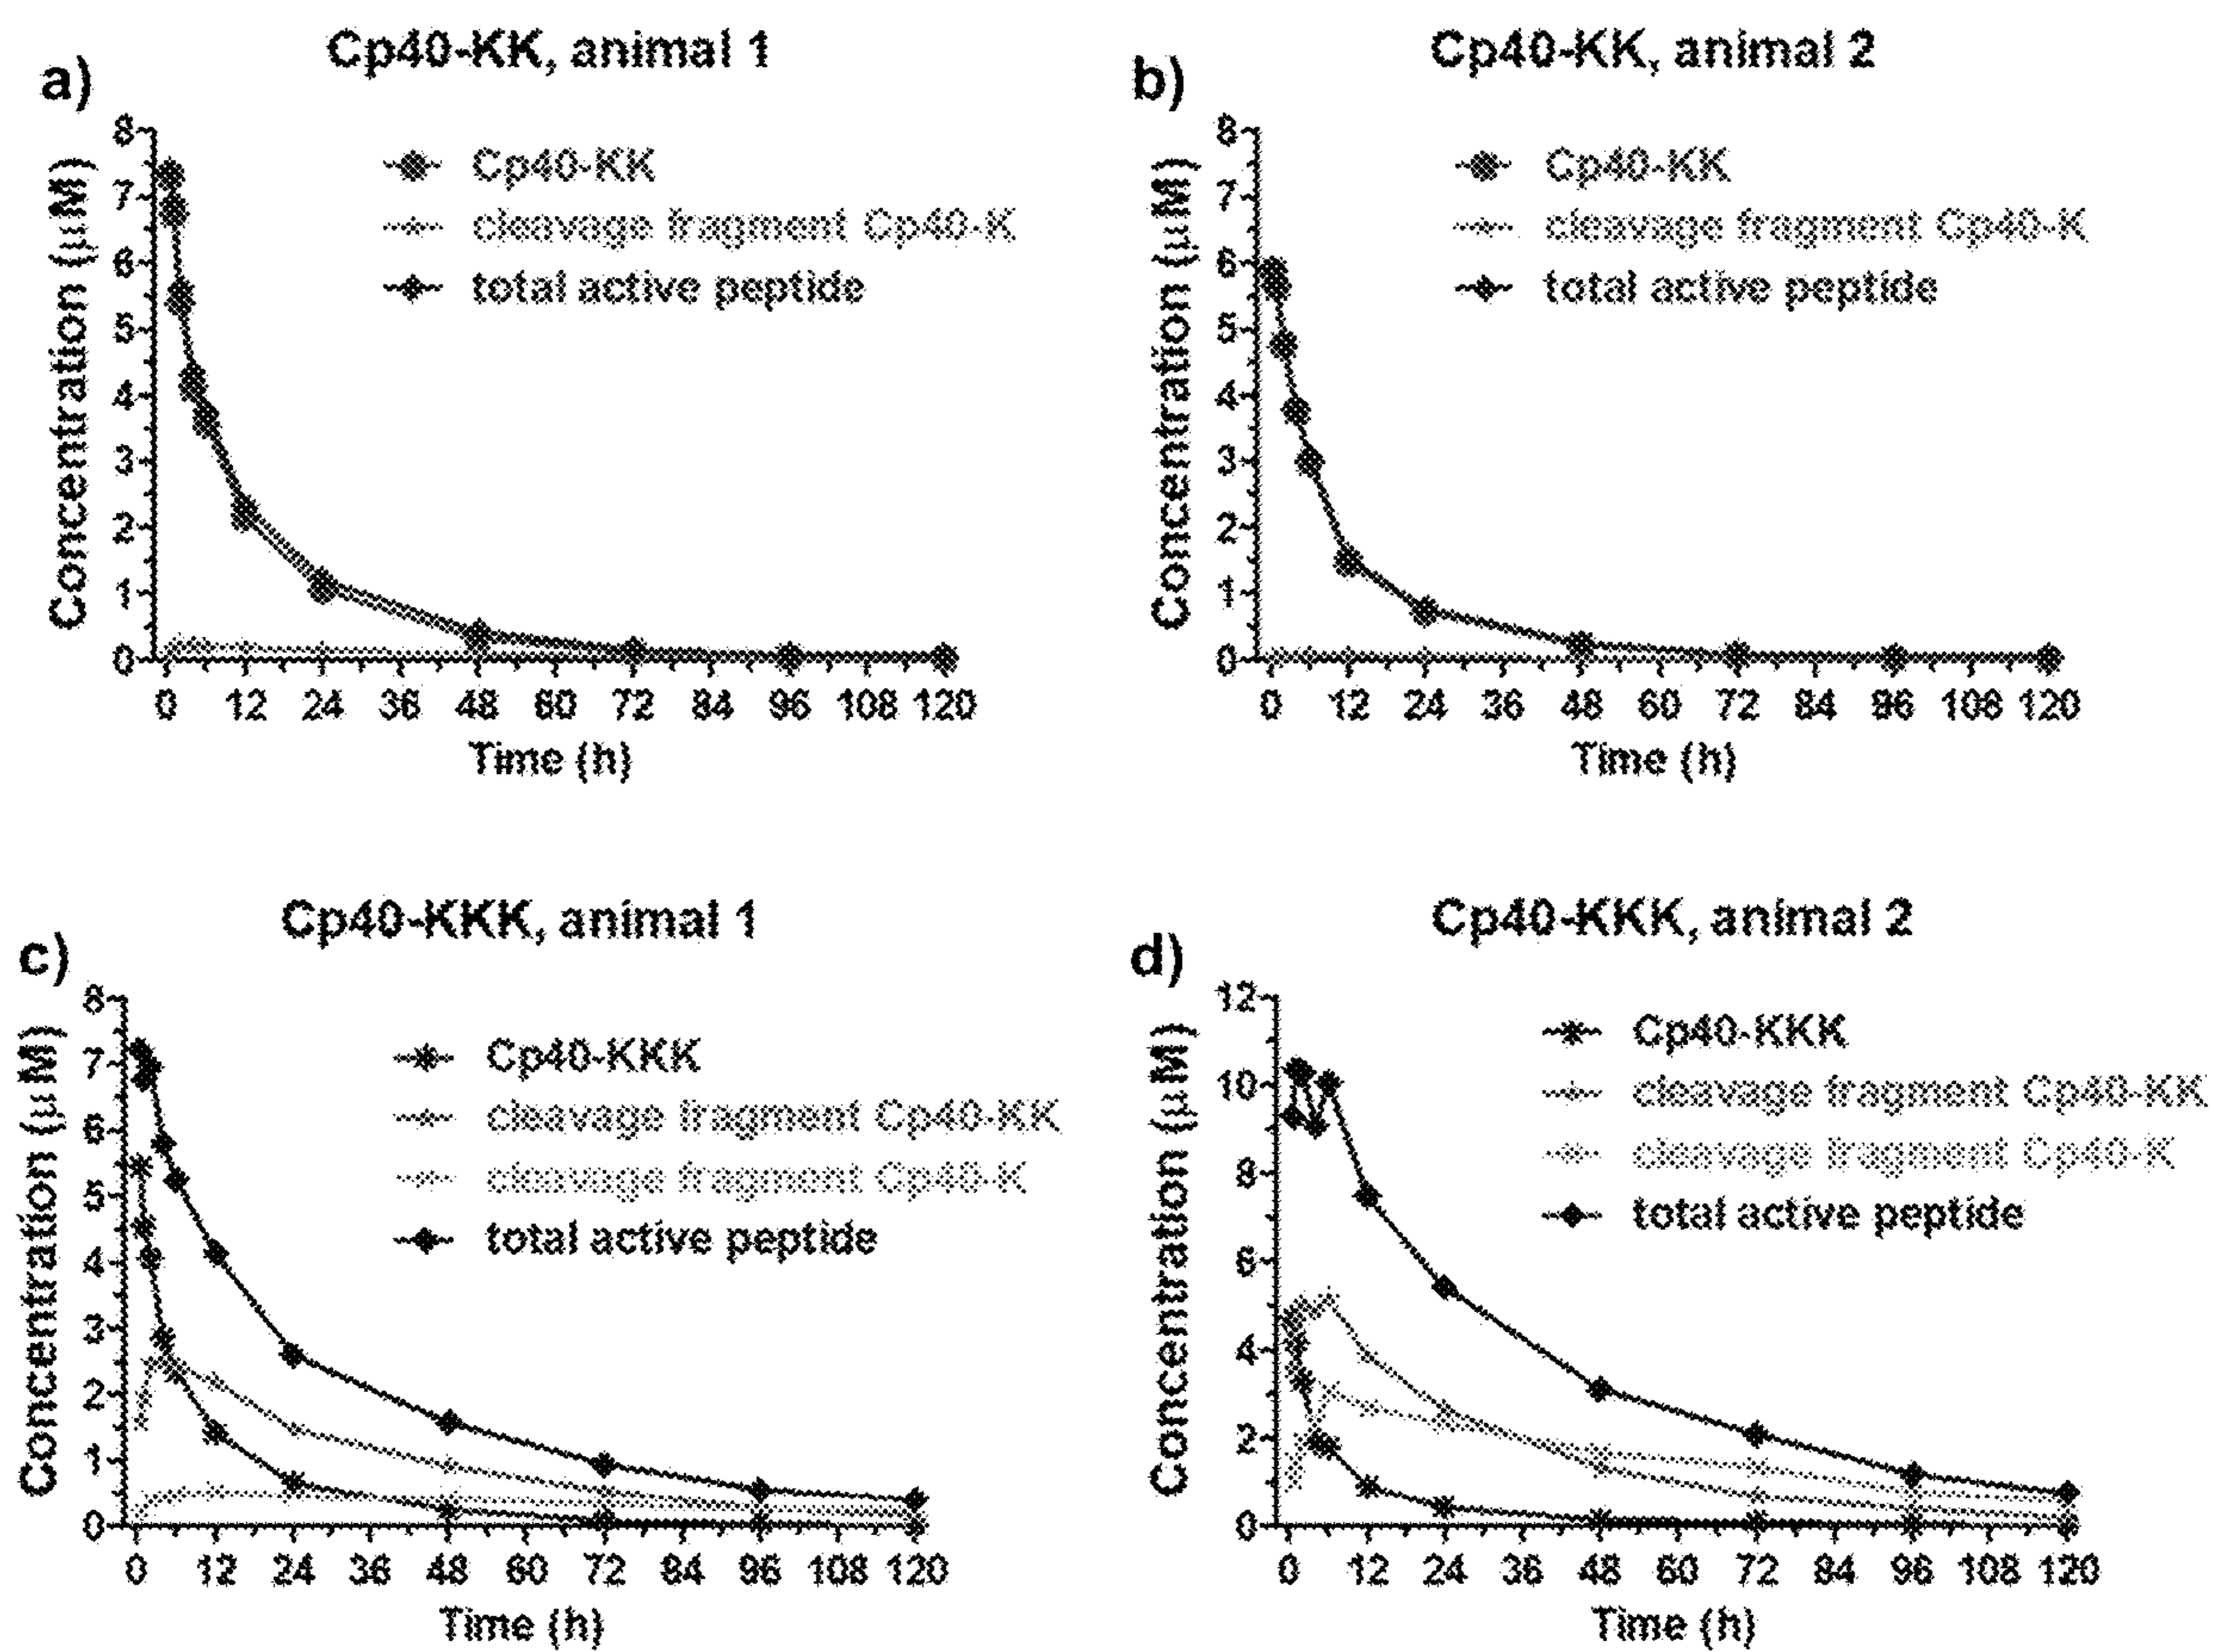 a)
Cp40-KK, animal 1
Concentration (μM)
8
7
6
5
4
3
2
1
0
Cp40-KK
cleavage fragment Cp40-K
total active peptide
0 12 24 36 48 60 72 84 96 108 120
Time (h)
b)
Cp40-KK, animal 2
Concentration (μM)
8
7
6
5
4
3
2
1
0
Cp40-KK
cleavage fragment Cp40-K
total active peptide
0 12 24 36 48 60 72 84 96 108 120
Time (h)
c)
Cp40-KKK, animal 1
Concentration (μM)
8
7
6
5
4
3
2
1
0
Cp40-KKK
cleavage fragment Cp40-KK
cleavage fragment Cp40-K
total active peptide
0 12 24 36 48 60 72 84 96 108 120
Time (h)
d)
Cp40-KKK, animal 2
Concentration (μM)
12
10
8
6
4
2
0
Cp40-KKK
cleavage fragment Cp40-KK
cleavage fragment Cp40-K
total active peptide
0 12 24 36 48 60 72 84 96 108 120
Time (h)